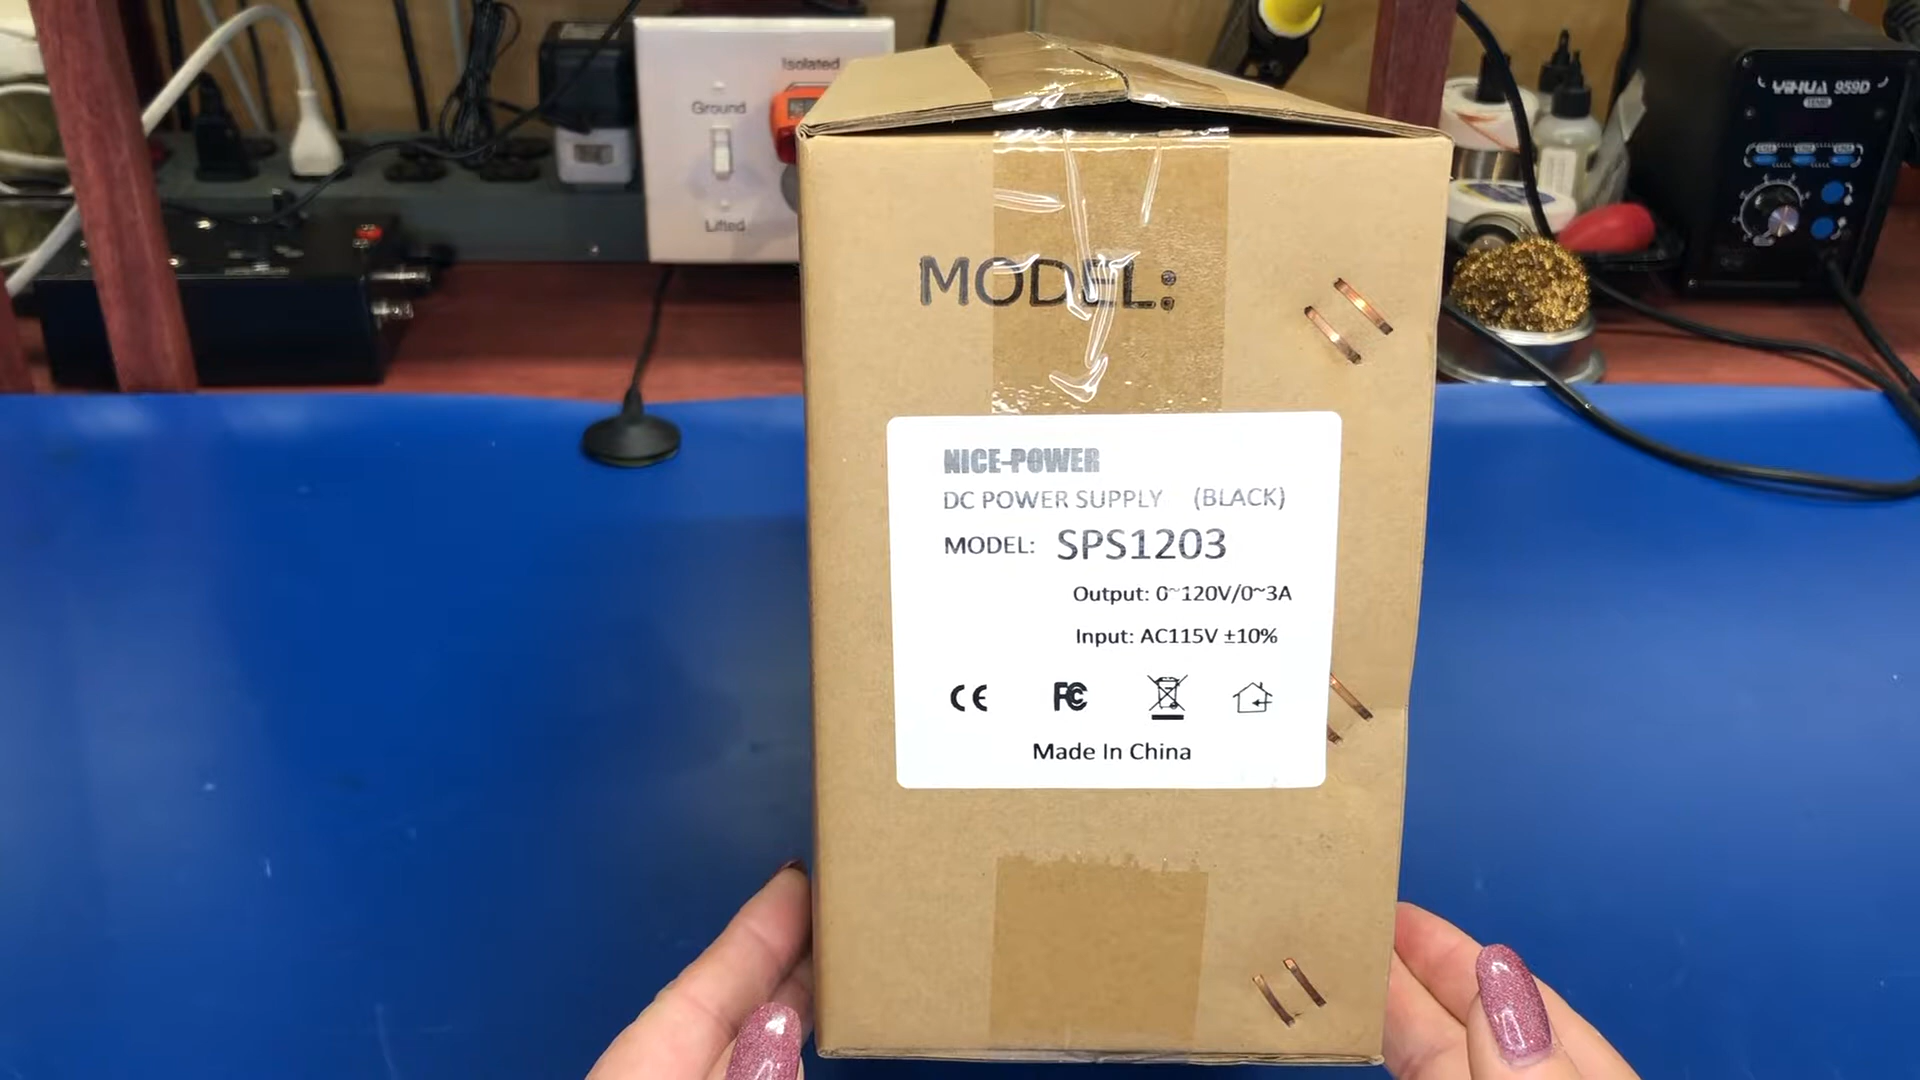 Isolated
Ground
Lifted
YIHUA 959D
MODEL:
NICE-POWER
DC POWER SUPPLY (BLACK)
MODEL: SPS1203
Output: 0~120V/0~3A
Input: AC115V ±10%
CE FC
Made In China